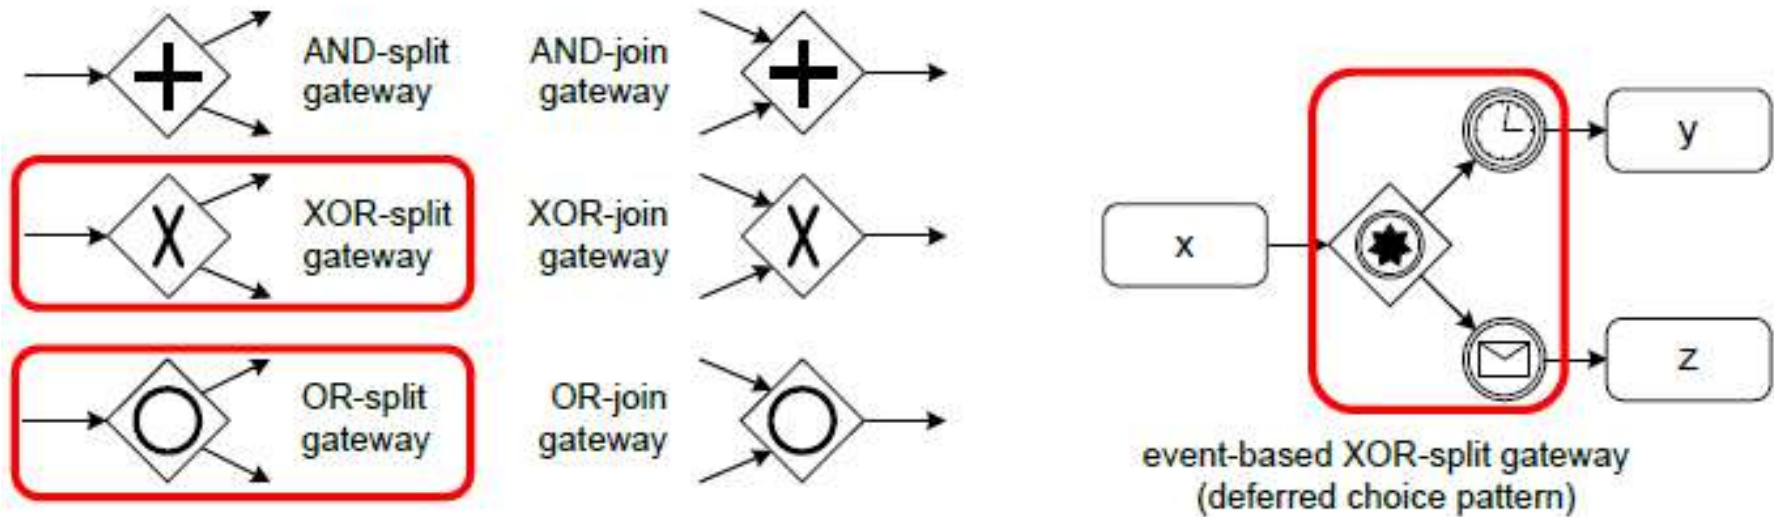 AND-split
gateway
AND-join
gateway
XOR-split
gateway
XOR-join
gateway
OR-split
gateway
OR-join
gateway
x
y
z
event-based XOR-split gateway
(deferred choice pattern)